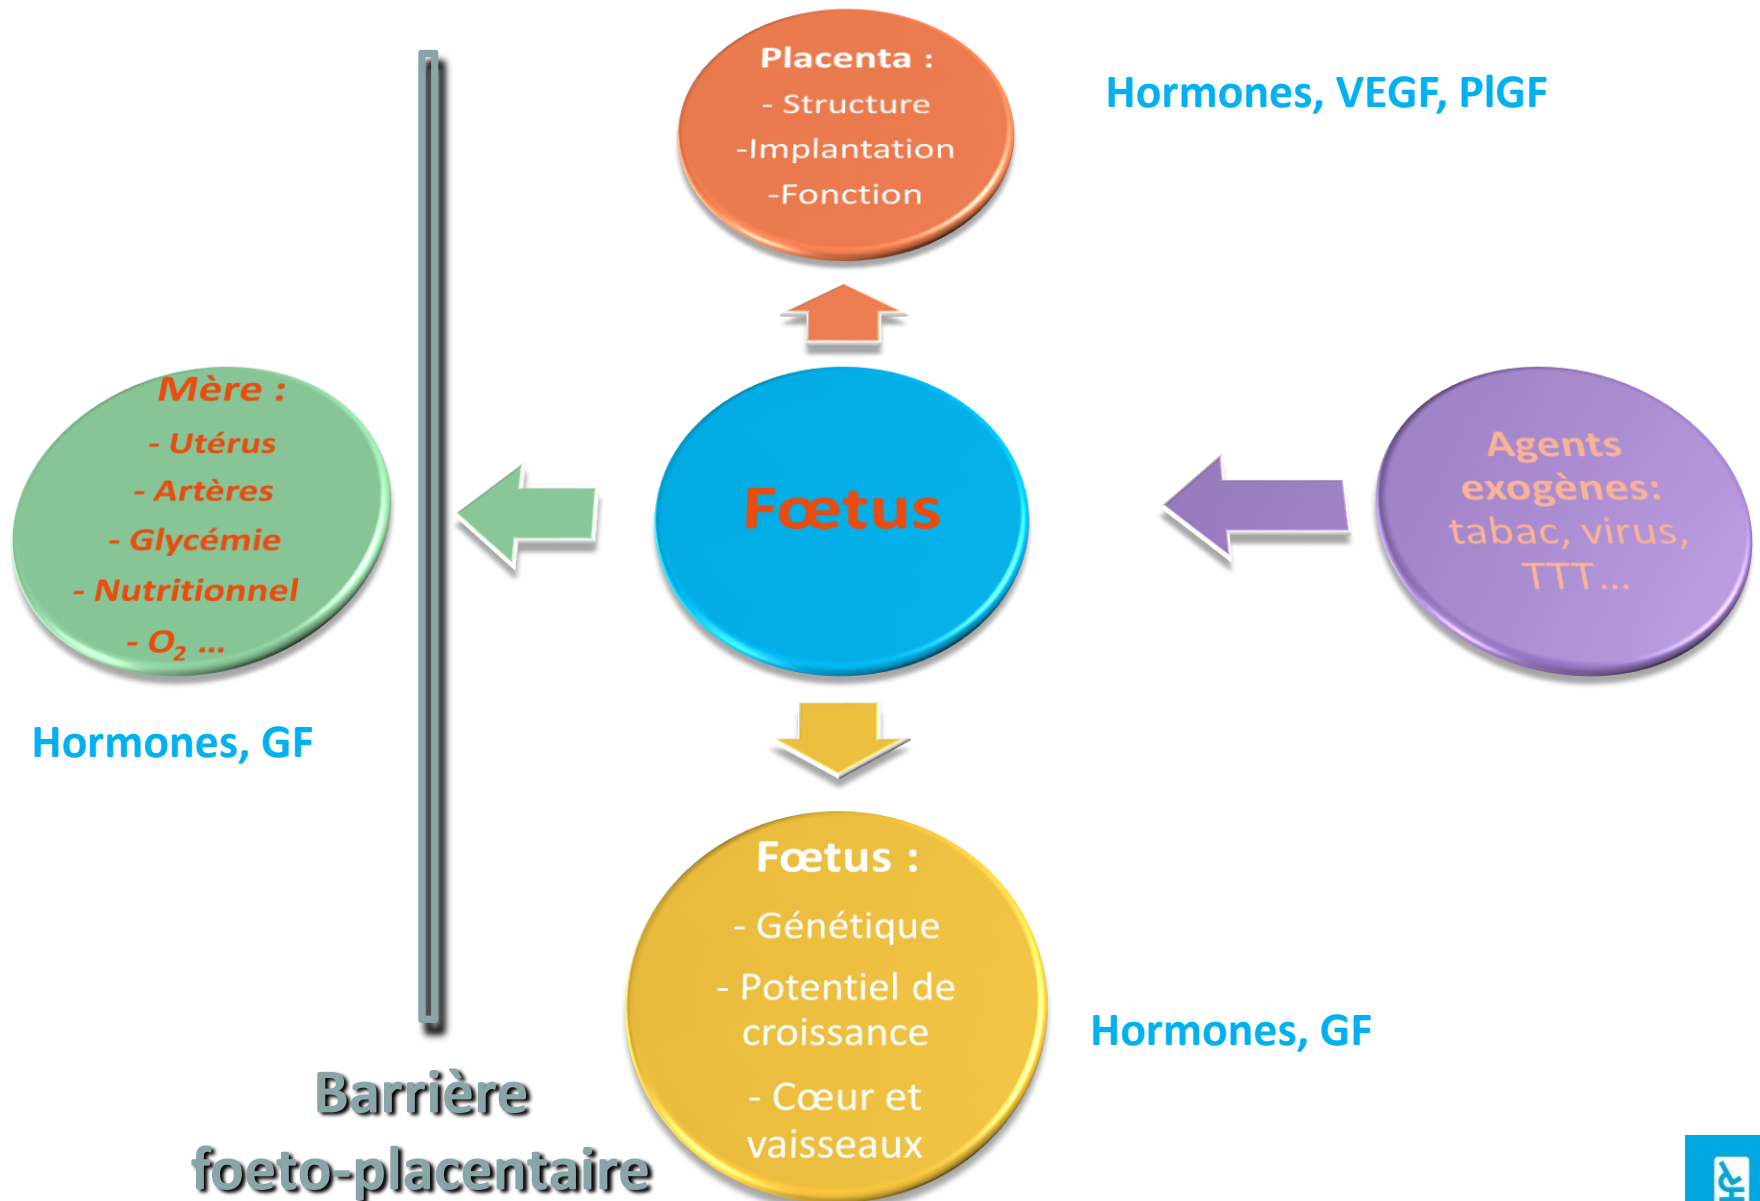 Placenta :
- Structure
-Implantation
-Fonction
Hormones, VEGF, PlGF
Mère :
- Utérus
- Artères
- Glycémie
- Nutritionnel
- O₂ ...
Hormones, GF
Fœtus
Agents
exogènes:
tabac, virus,
TTT...
Fœtus :
- Génétique
- Potentiel de
croissance
- Cœur et
vaisseaux
Hormones, GF
Barrière
foeto-placentaire